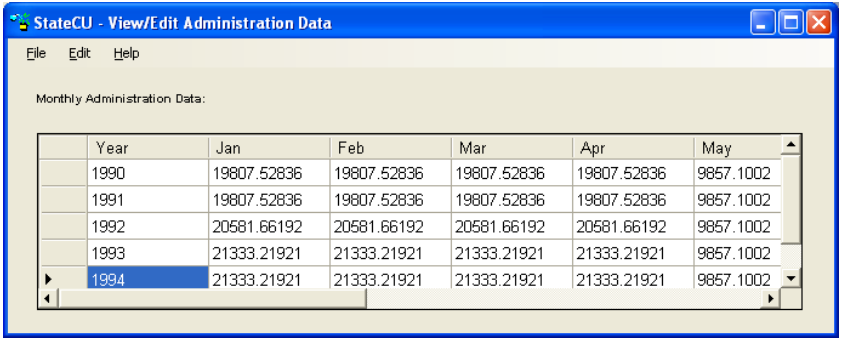 StateCU - View/Edit Administration Data
File Edit Help
Monthly Administration Data:
Year Jan Feb Mar Apr May
1990 19807.52836 19807.52836 19807.52836 19807.52836 9857.1002
1991 19807.52836 19807.52836 19807.52836 19807.52836 9857.1002
1992 20581.66192 20581.66192 20581.66192 20581.66192 9857.1002
1993 21333.21921 21333.21921 21333.21921 21333.21921 9857.1002
1994 21333.21921 21333.21921 21333.21921 21333.21921 9857.1002